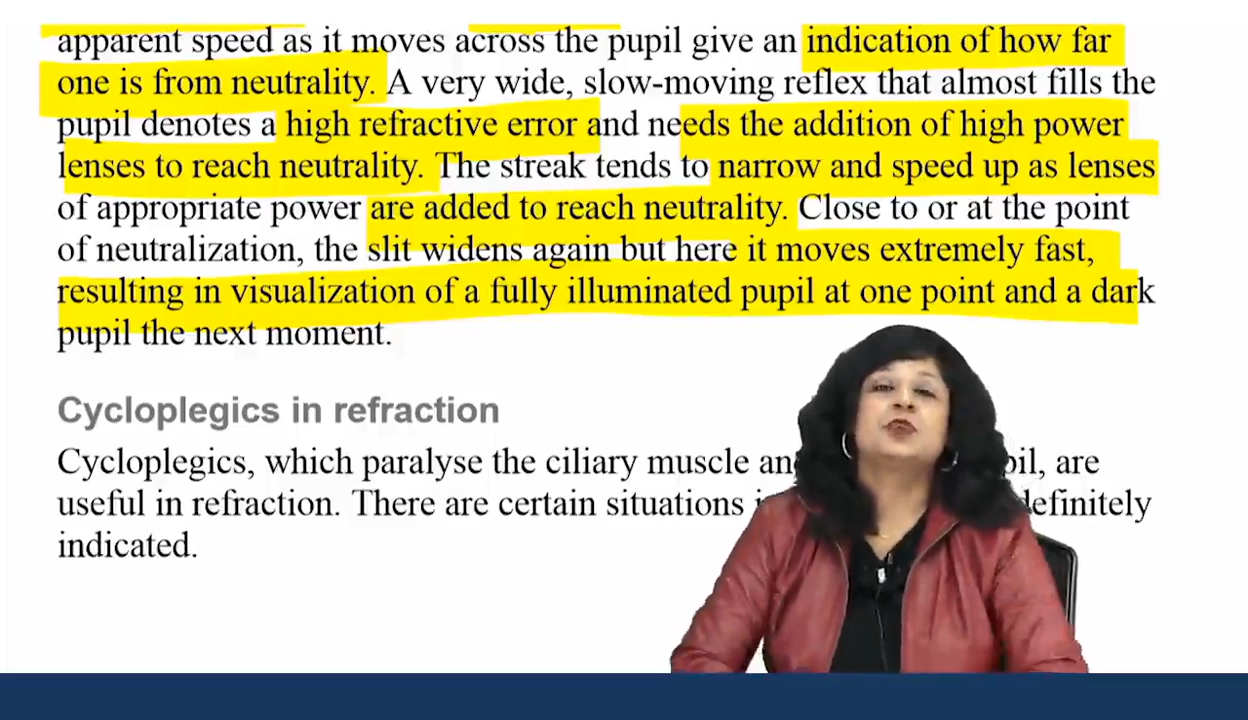 apparent speed as it moves across the pupil give an indication of how far
one is from neutrality. A very wide, slow-moving reflex that almost fills the
pupil denotes a high refractive error and needs the addition of high power
lenses to reach neutrality. The streak tends to narrow and speed up as lenses
of appropriate power are added to reach neutrality. Close to or at the point
of neutralization, the slit widens again but here it moves extremely fast,
resulting in visualization of a fully illuminated pupil at one point and a dark
pupil the next moment.
Cycloplegics in refraction
Cycloplegics, which paralyse the ciliary muscle are
useful in refraction. There are certain situations definitely
indicated.